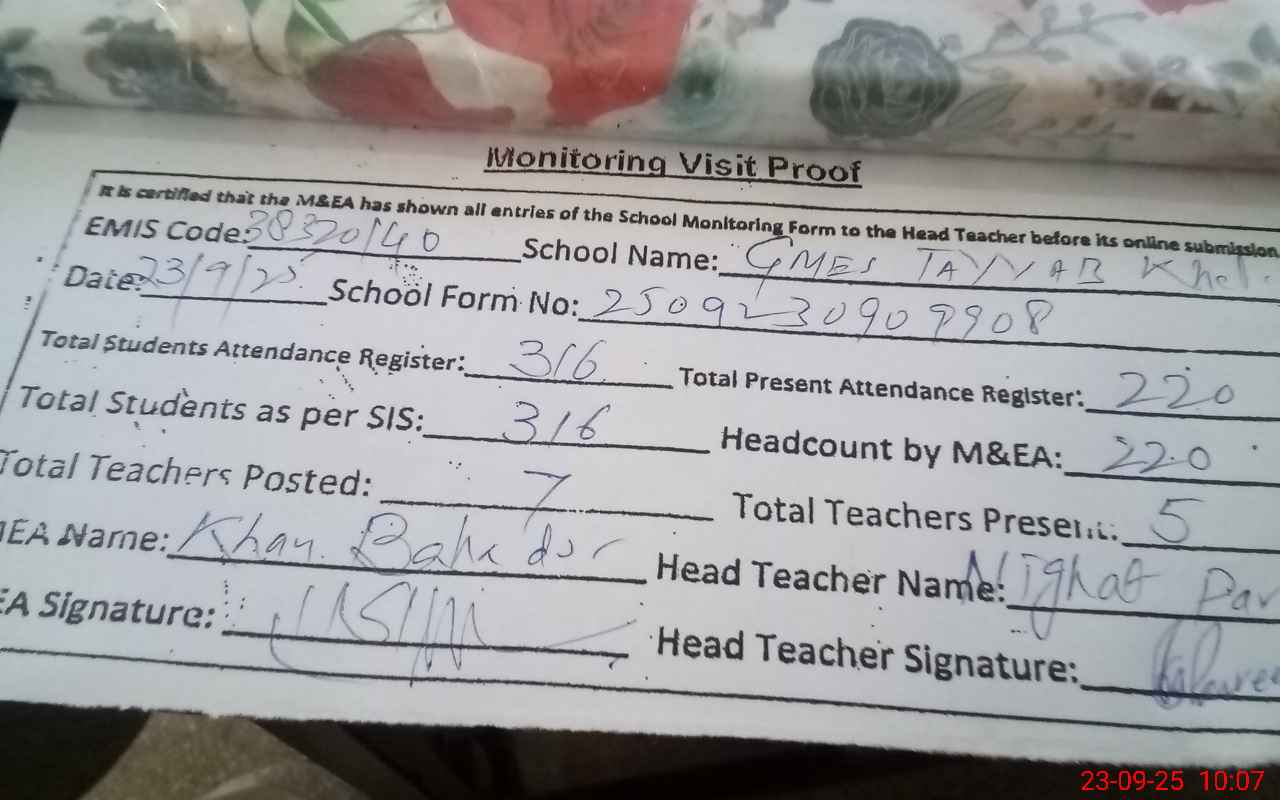 Monitoring Visit Proof
It is certified that the M&EA has shown all entries of the School Monitoring Form to the Head Teacher before its online submission
EMIS Code: 38320140 School Name: GMES TAYYAB Khel
Date: 23/9/25 School Form No: 2509230909908
Total Students Attendance Register: 316 Total Present Attendance Register: 220
Total Students as per SIS: 316 Headcount by M&EA: 220
Total Teachers Posted: 7 Total Teachers Present: 5
EA Name: Khan Bahadur Head Teacher Name: Nighat Par
EA Signature: Head Teacher Signature:
23-09-25 10:07